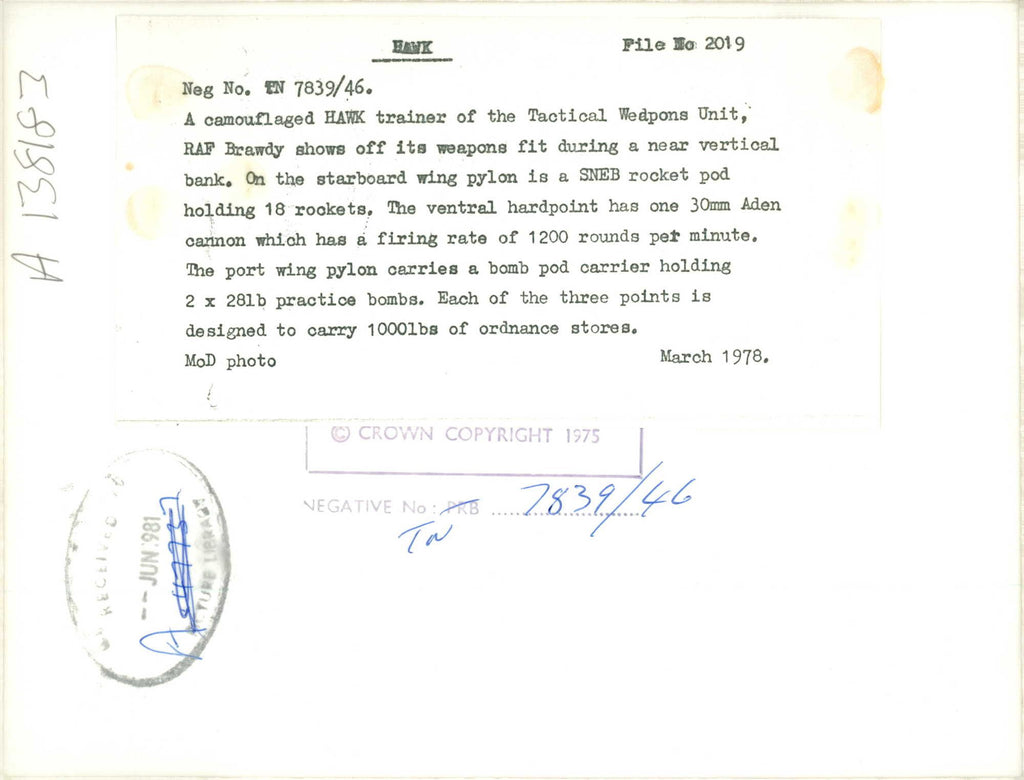 HAWK
File No 2019
Neg No. TN 7839/46.
A camouflaged HAWK trainer of the Tactical Weapons Unit,
RAF Brawdy shows off its weapons fit during a near vertical
bank. On the starboard wing pylon is a SNEB rocket pod
holding 18 rockets. The ventral hardpoint has one 30mm Aden
cannon which has a firing rate of 1200 rounds per minute.
The port wing pylon carries a bomb pod carrier holding
2 x 28lb practice bombs. Each of the three points is
designed to carry 1000lbs of ordnance stores.
MoD photo
March 1978.
A 138183
© CROWN COPYRIGHT 1975
NEGATIVE No: PRB 7839/46
TN
RECEIVED
-- JUN 1981
PICTURE LIBRARY